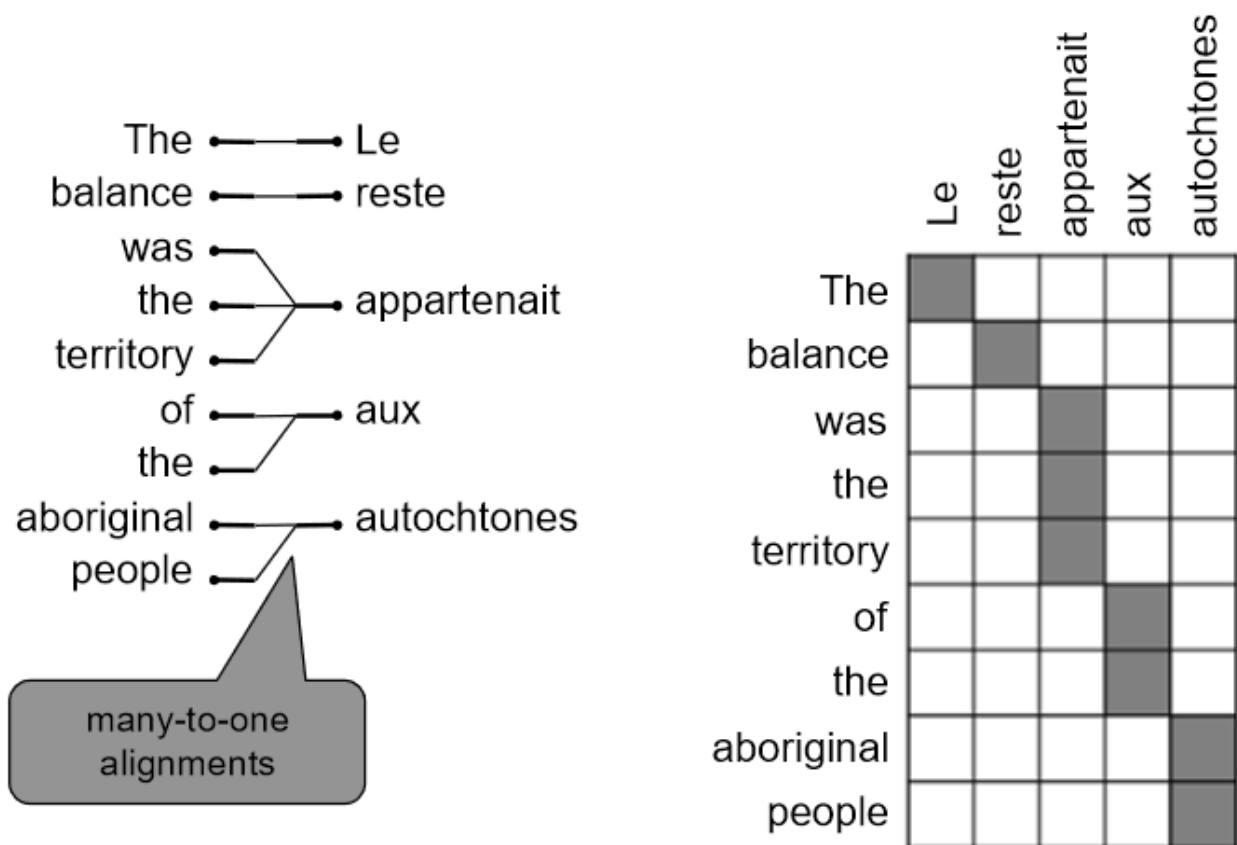 The Le
balance reste
was
the appartenait
territory
of aux
the
aboriginal autochtones
people
many-to-one
alignments
Le reste appartenait aux autochtones
The
balance
was
the
territory
of
the
aboriginal
people